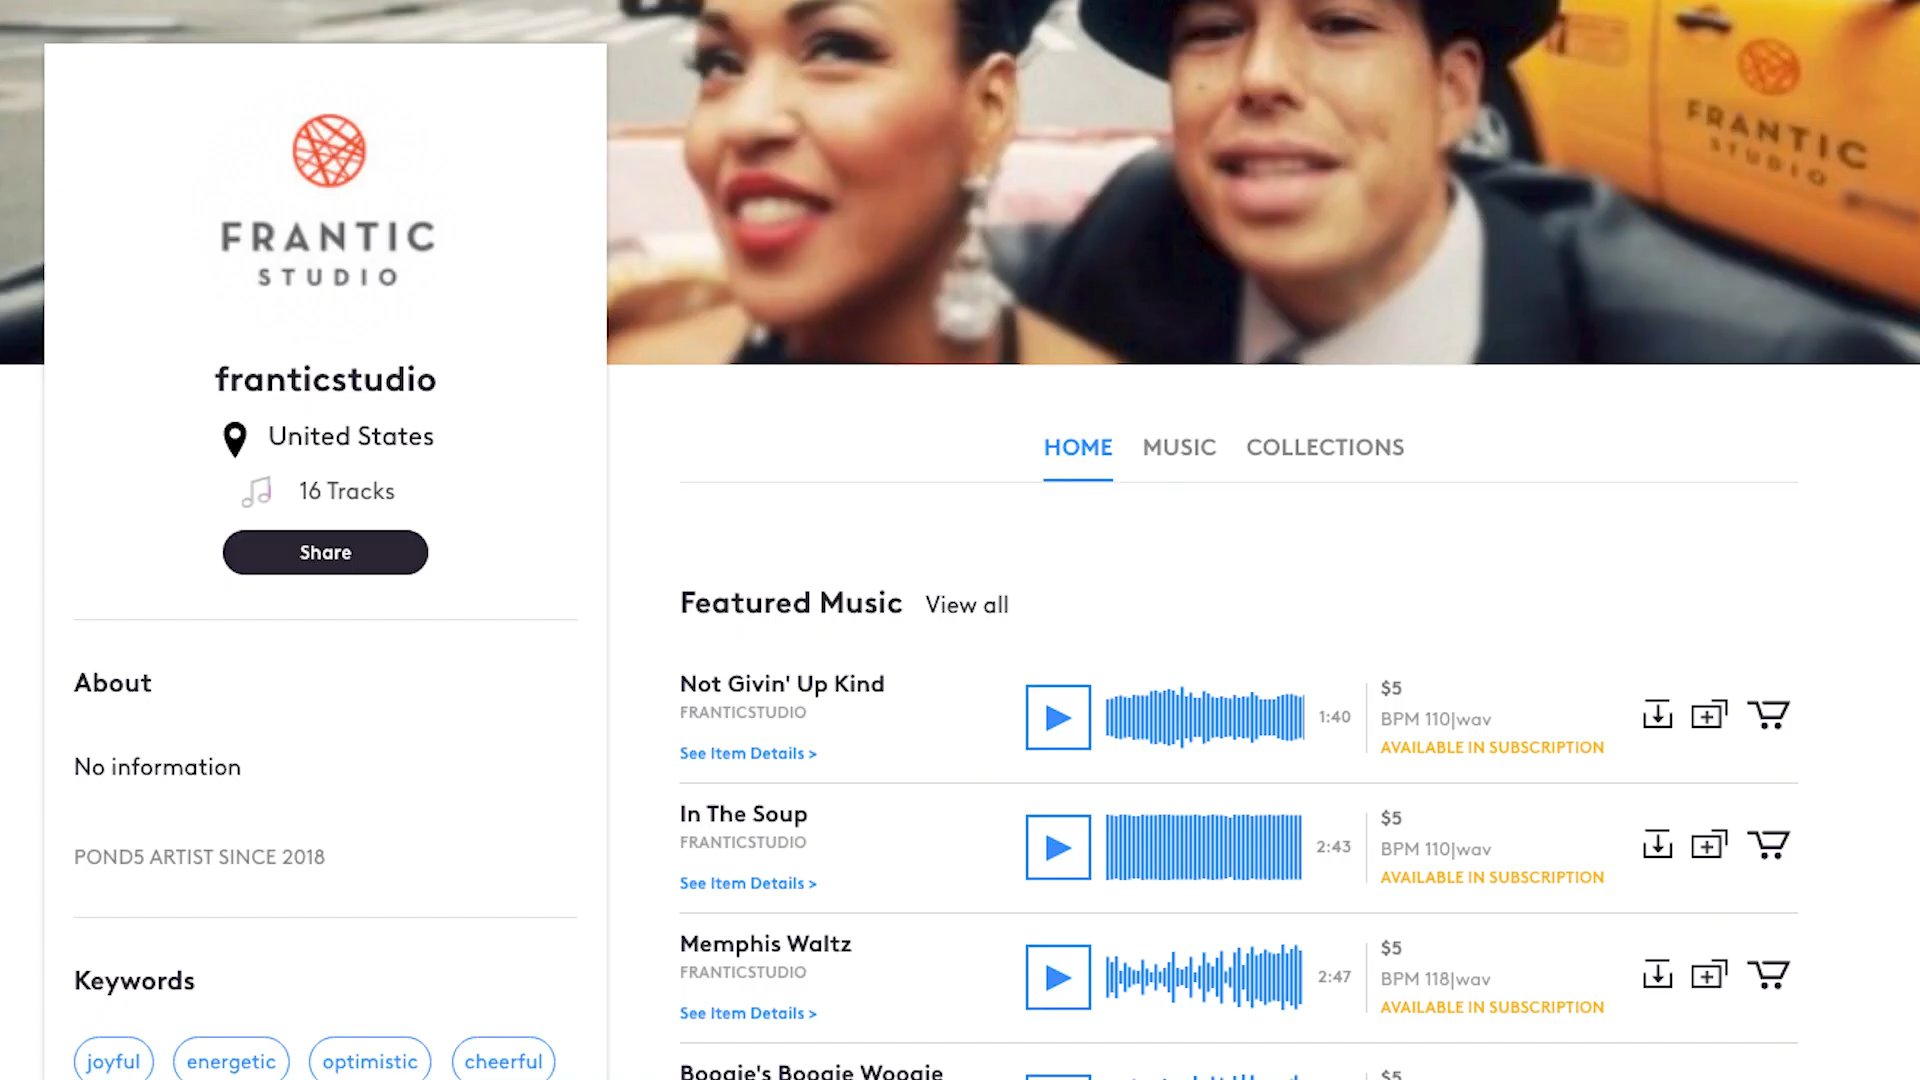 FRANTIC
STUDIO
FRANTIC
STUDIO
franticstudio
United States
16 Tracks
Share
About
No information
POND5 ARTIST SINCE 2018
Keywords
joyful energetic optimistic cheerful
HOME MUSIC COLLECTIONS
Featured Music View all
Not Givin' Up Kind
FRANTICSTUDIO
See Item Details >
1:40
$5
BPM 110|wav
AVAILABLE IN SUBSCRIPTION
In The Soup
FRANTICSTUDIO
See Item Details >
2:43
$5
BPM 110|wav
AVAILABLE IN SUBSCRIPTION
Memphis Waltz
FRANTICSTUDIO
See Item Details >
2:47
$5
BPM 118|wav
AVAILABLE IN SUBSCRIPTION
Boogie's Boogie Woogie
$5